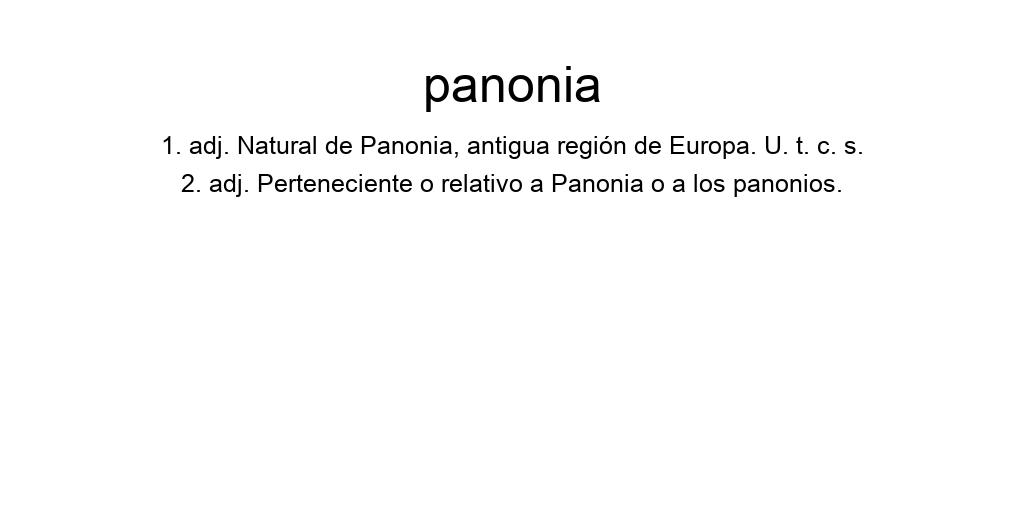 panonia
1. adj. Natural de Panonia, antigua región de Europa. U. t. c. s.
2. adj. Perteneciente o relativo a Panonia o a los panonios.